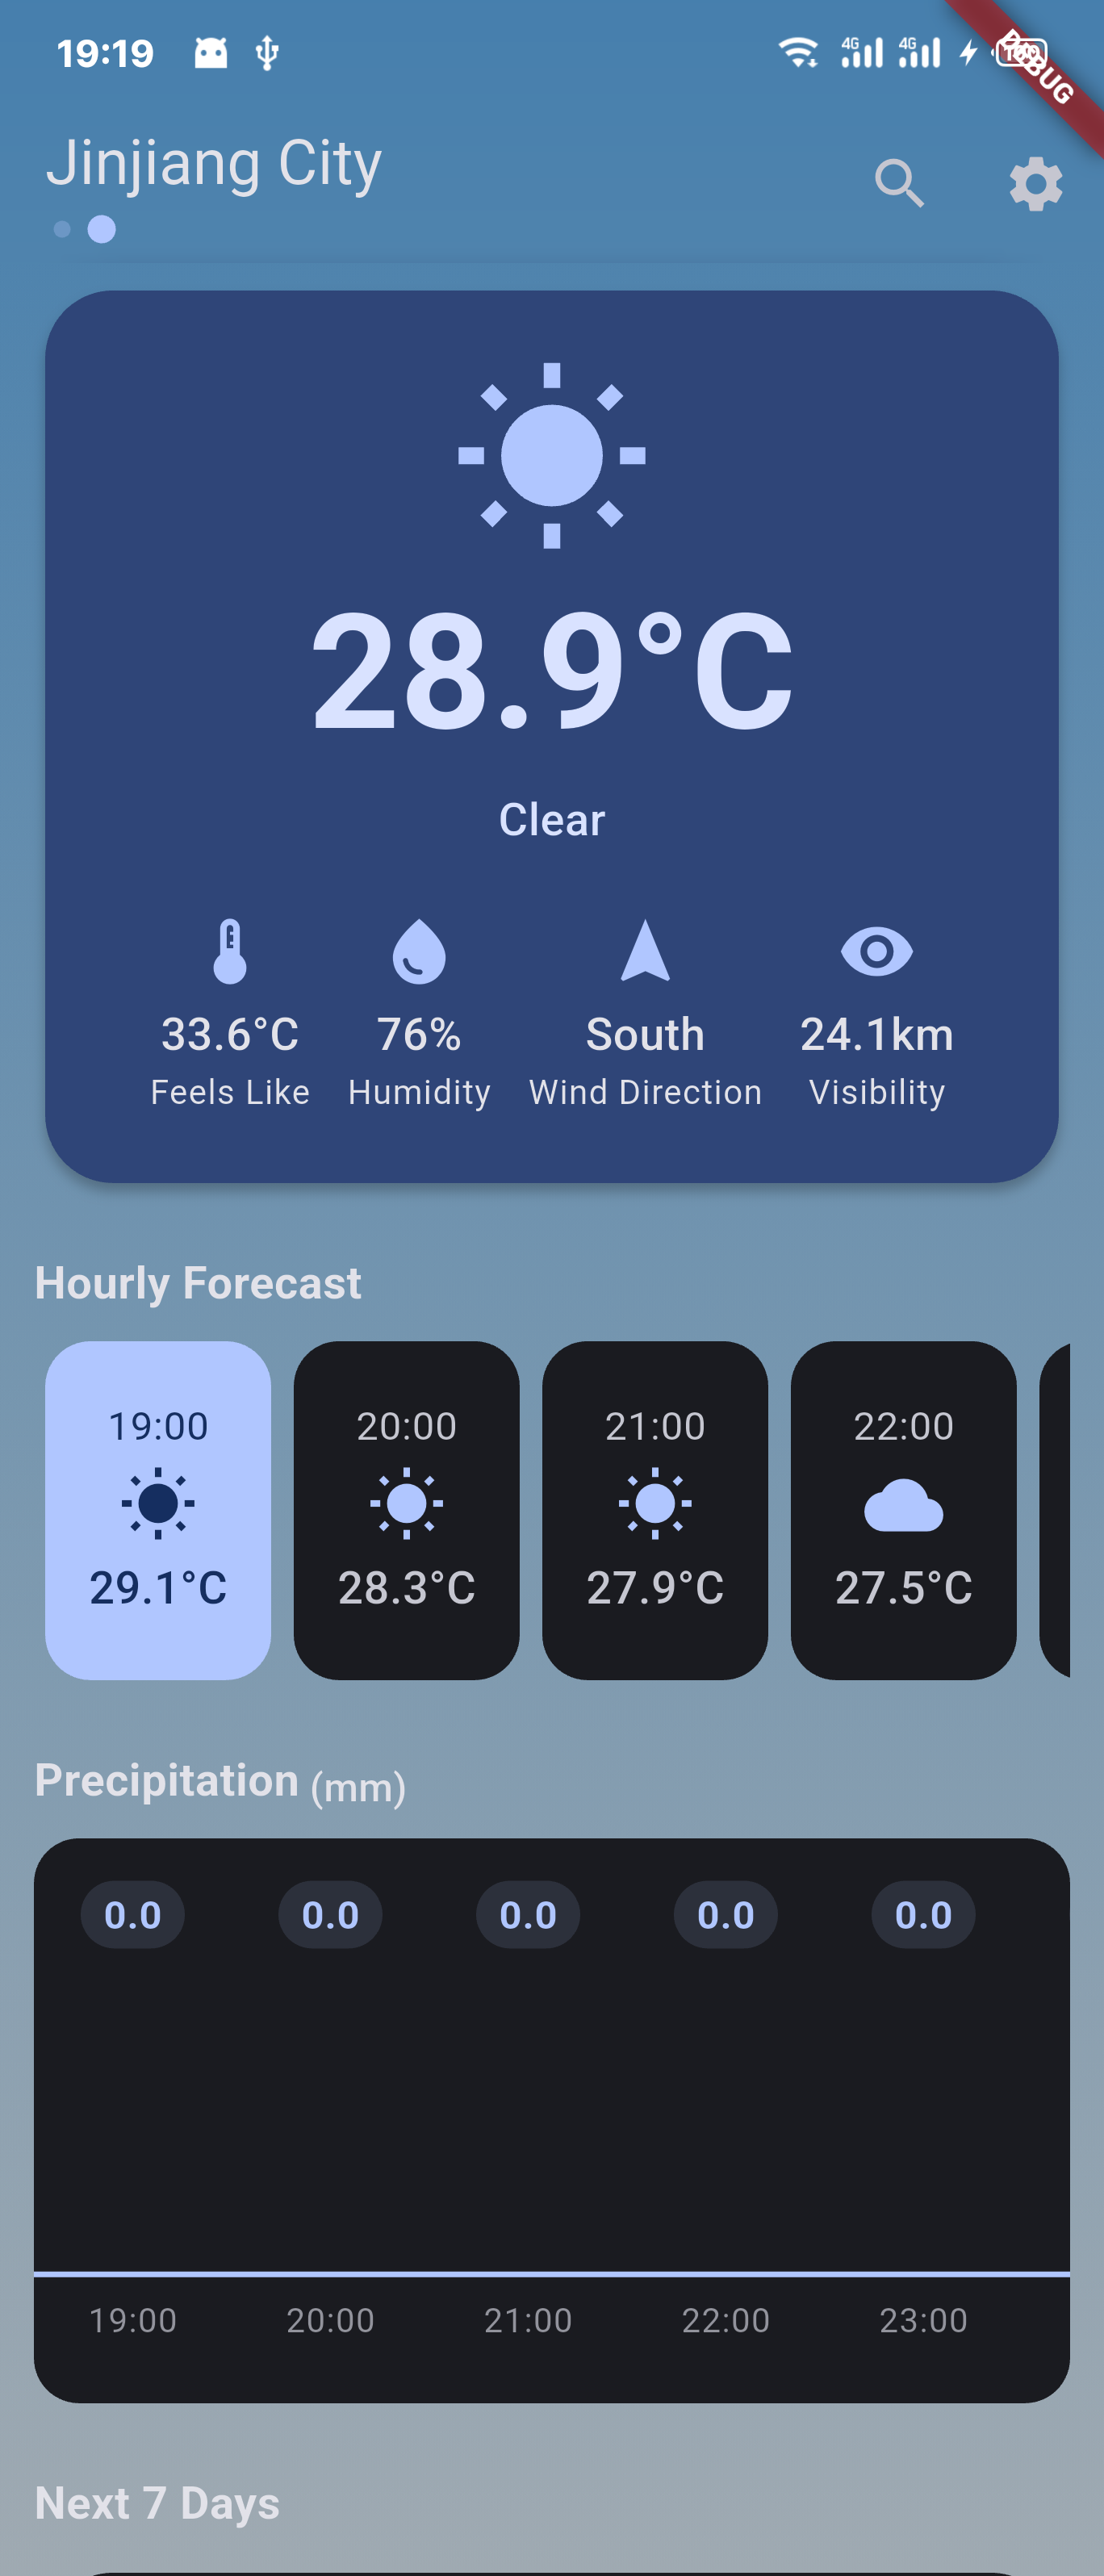 19:19 4G 4G 100
DEBUG
Jinjiang City
28.9°C
Clear
33.6°C 76% South 24.1km
Feels Like Humidity Wind Direction Visibility
Hourly Forecast
19:00 20:00 21:00 22:00
29.1°C 28.3°C 27.9°C 27.5°C
Precipitation (mm)
0.0 0.0 0.0 0.0 0.0
19:00 20:00 21:00 22:00 23:00
Next 7 Days